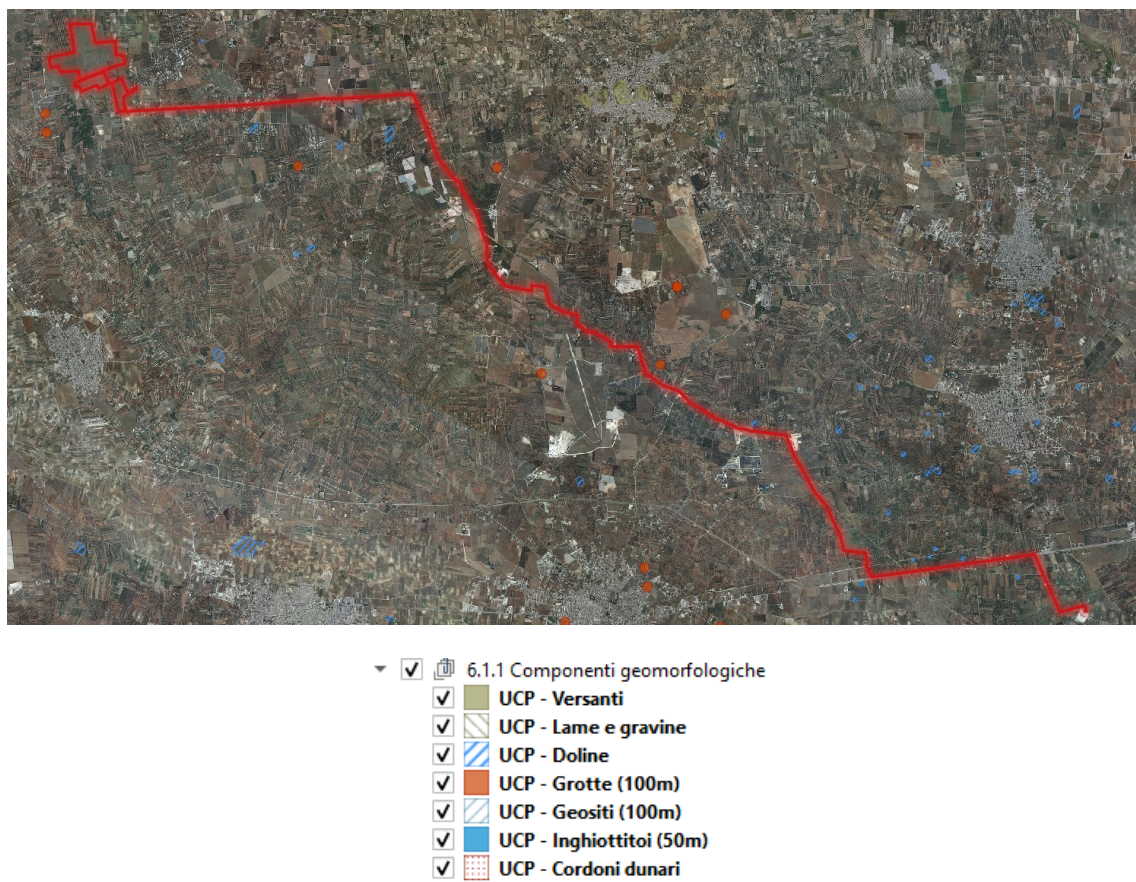 6.1.1 Componenti geomorfologiche
UCP - Versanti
UCP - Lame e gravine
UCP - Doline
UCP - Grotte (100m)
UCP - Geositi (100m)
UCP - Inghiottitoi (50m)
UCP - Cordoni dunari